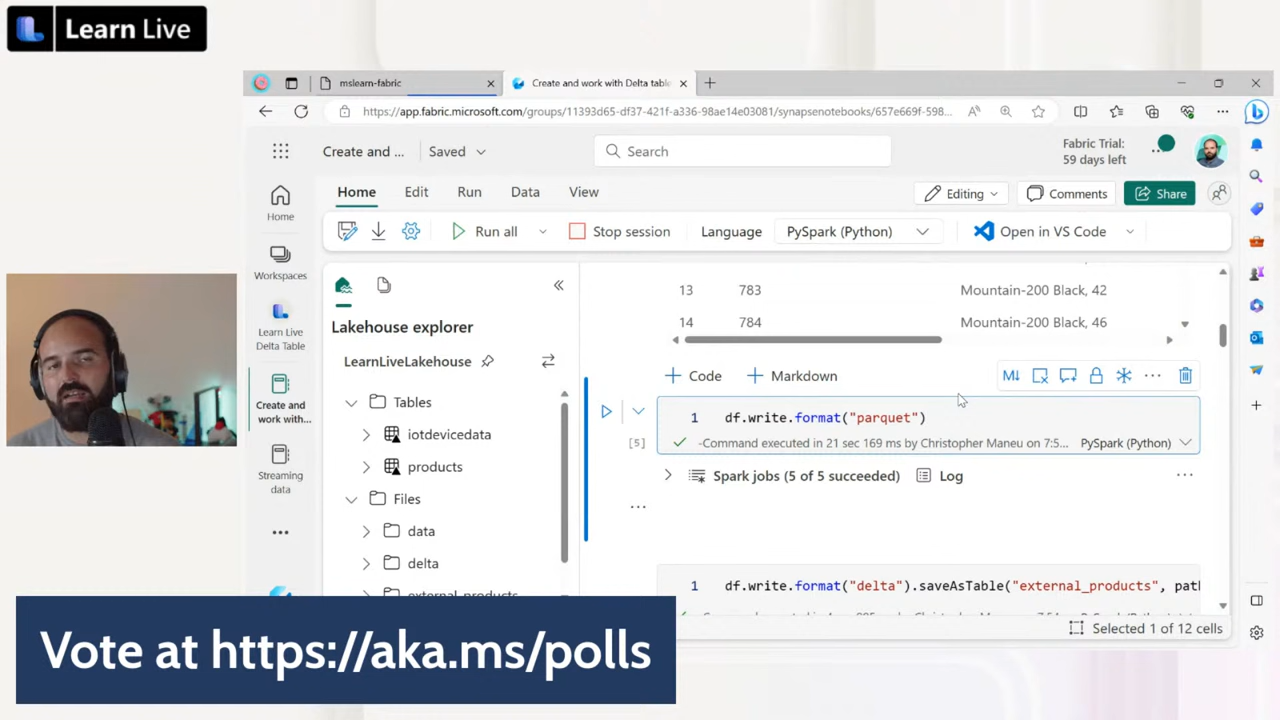 Learn Live
mslearn-fabric
Create and work with Delta table
https://app.fabric.microsoft.com/groups/11393d65-df37-421f-a336-98ae14e03081/synapsenotebooks/657e669f-598...
Create and ...
Saved
Search
Fabric Trial:
59 days left
Home
Edit
Run
Data
View
Editing
Comments
Share
Run all
Stop session
Language
PySpark (Python)
Open in VS Code
Home
Workspaces
Learn Live
Delta Table
Create and
work with...
Streaming
data
Lakehouse explorer
LearnLiveLakehouse
Tables
iotdevicedata
products
Files
data
delta
13 783 Mountain-200 Black, 42
14 784 Mountain-200 Black, 46
+ Code + Markdown
M↓
1 df.write.format("parquet")
[5]
-Command executed in 21 sec 169 ms by Christopher Maneu on 7:5...
PySpark (Python)
Spark jobs (5 of 5 succeeded)
Log
1 df.write.format("delta").saveAsTable("external_products", path
Selected 1 of 12 cells
Vote at https://aka.ms/polls